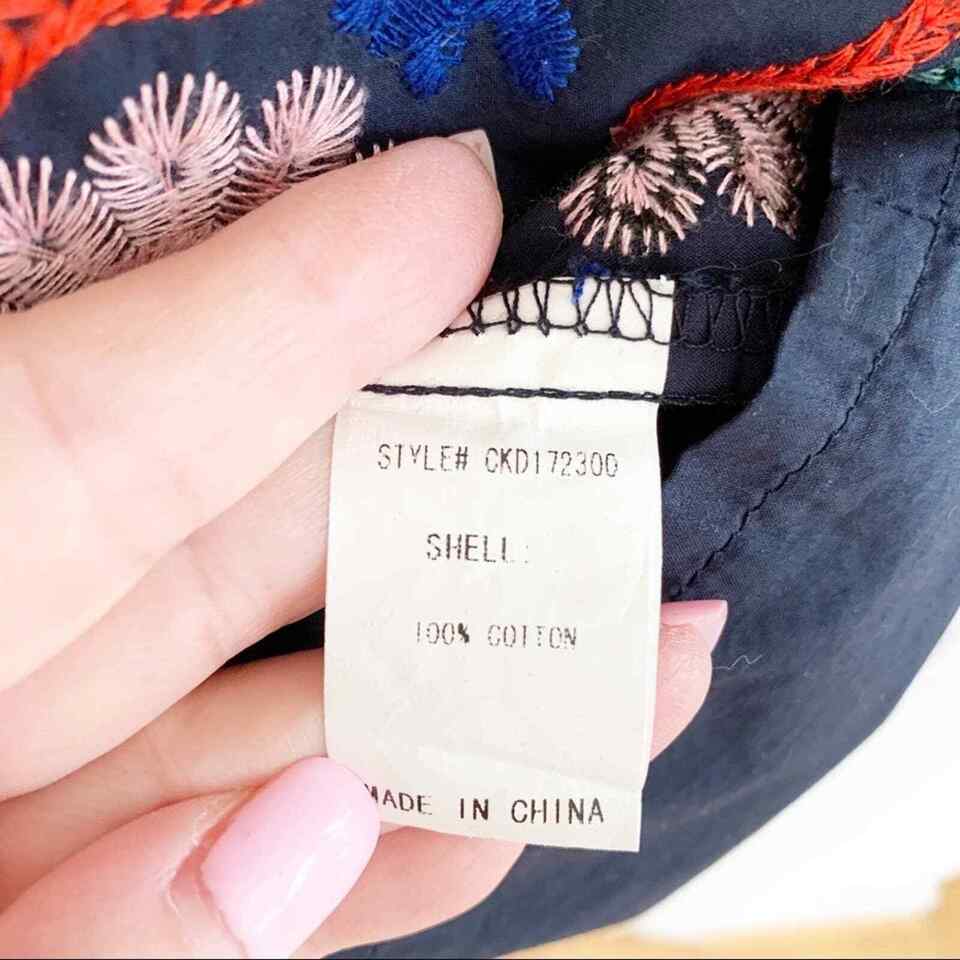 STYLE# CKD172300
SHELL:
100% COTTON
MADE IN CHINA